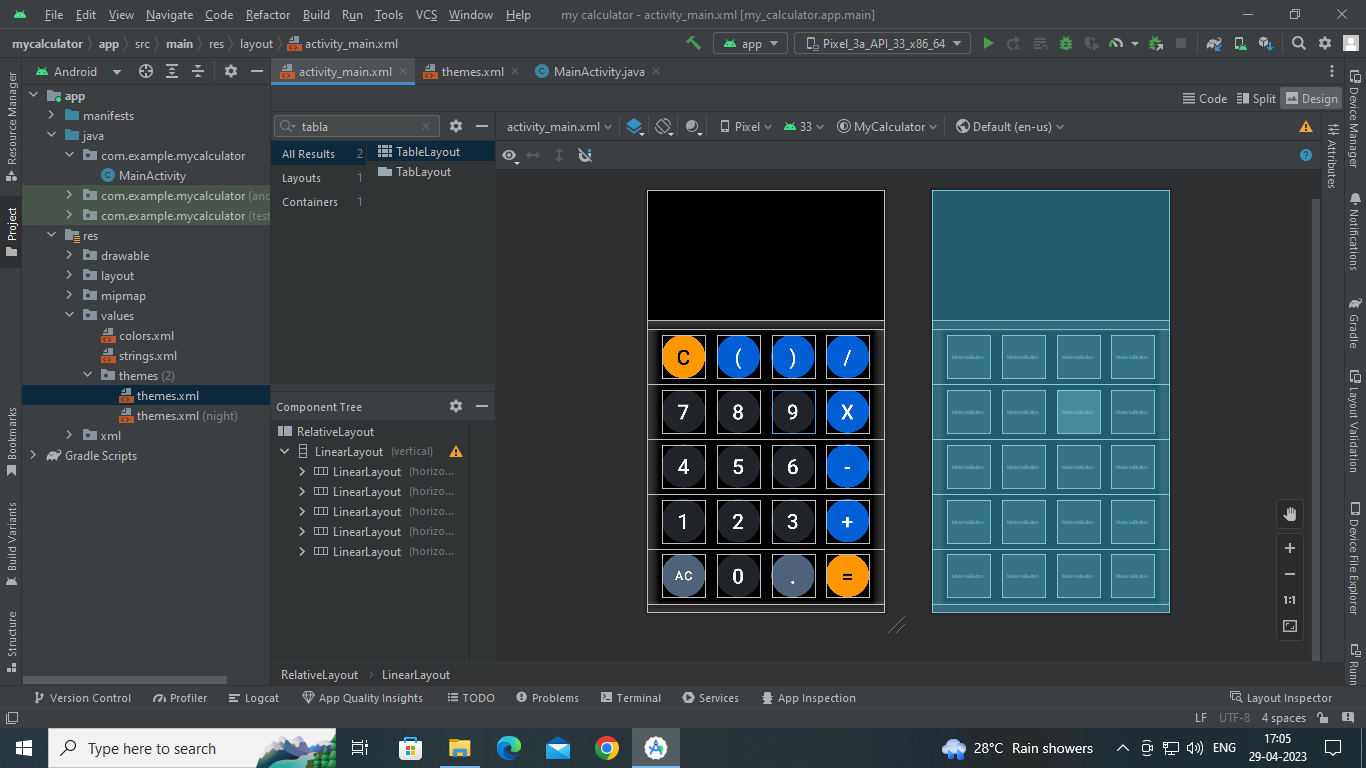 File Edit View Navigate Code Refactor Build Run Tools VCS Window Help my calculator - activity_main.xml [my_calculator.app.main]
mycalculator app src main res layout activity_main.xml app Pixel_3a_API_33_x86_64
Android activity_main.xml themes.xml MainActivity.java
Code Split Design
tabla activity_main.xml Pixel 33 MyCalculator Default (en-us)
All Results 2 TableLayout
Layouts 1 TabLayout
Containers 1
app
manifests
java
com.example.mycalculator
MainActivity
com.example.mycalculator (and
com.example.mycalculator (test
res
drawable
layout
mipmap
values
colors.xml
strings.xml
themes (2)
themes.xml
themes.xml (night)
xml
Gradle Scripts
Component Tree
RelativeLayout
LinearLayout (vertical)
LinearLayout (horizo...
LinearLayout (horizo...
LinearLayout (horizo...
LinearLayout (horizo...
LinearLayout (horizo...
C ( ) /
7 8 9 X
4 5 6 -
1 2 3 +
AC 0 . =
MaterialButton MaterialButton MaterialButton MaterialButton
MaterialButton MaterialButton MaterialButton MaterialButton
MaterialButton MaterialButton MaterialButton MaterialButton
MaterialButton MaterialButton MaterialButton MaterialButton
MaterialButton MaterialButton MaterialButton MaterialButton
1:1
Resource Manager
Project
Bookmarks
Build Variants
Structure
Attributes
Device Manager
Notifications
Gradle
Layout Validation
Device File Explorer
Runn
RelativeLayout LinearLayout
Version Control Profiler Logcat App Quality Insights TODO Problems Terminal Services App Inspection Layout Inspector
LF UTF-8 4 spaces
Type here to search 28°C Rain showers ENG 17:05
29-04-2023